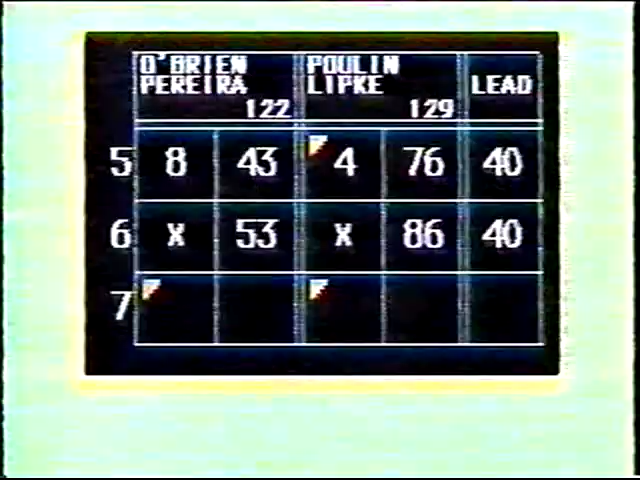 O'BRIEN POULIN
PEREIRA LIPKE LEAD
122 129
5 8 43 4 76 40
6 X 53 X 86 40
7